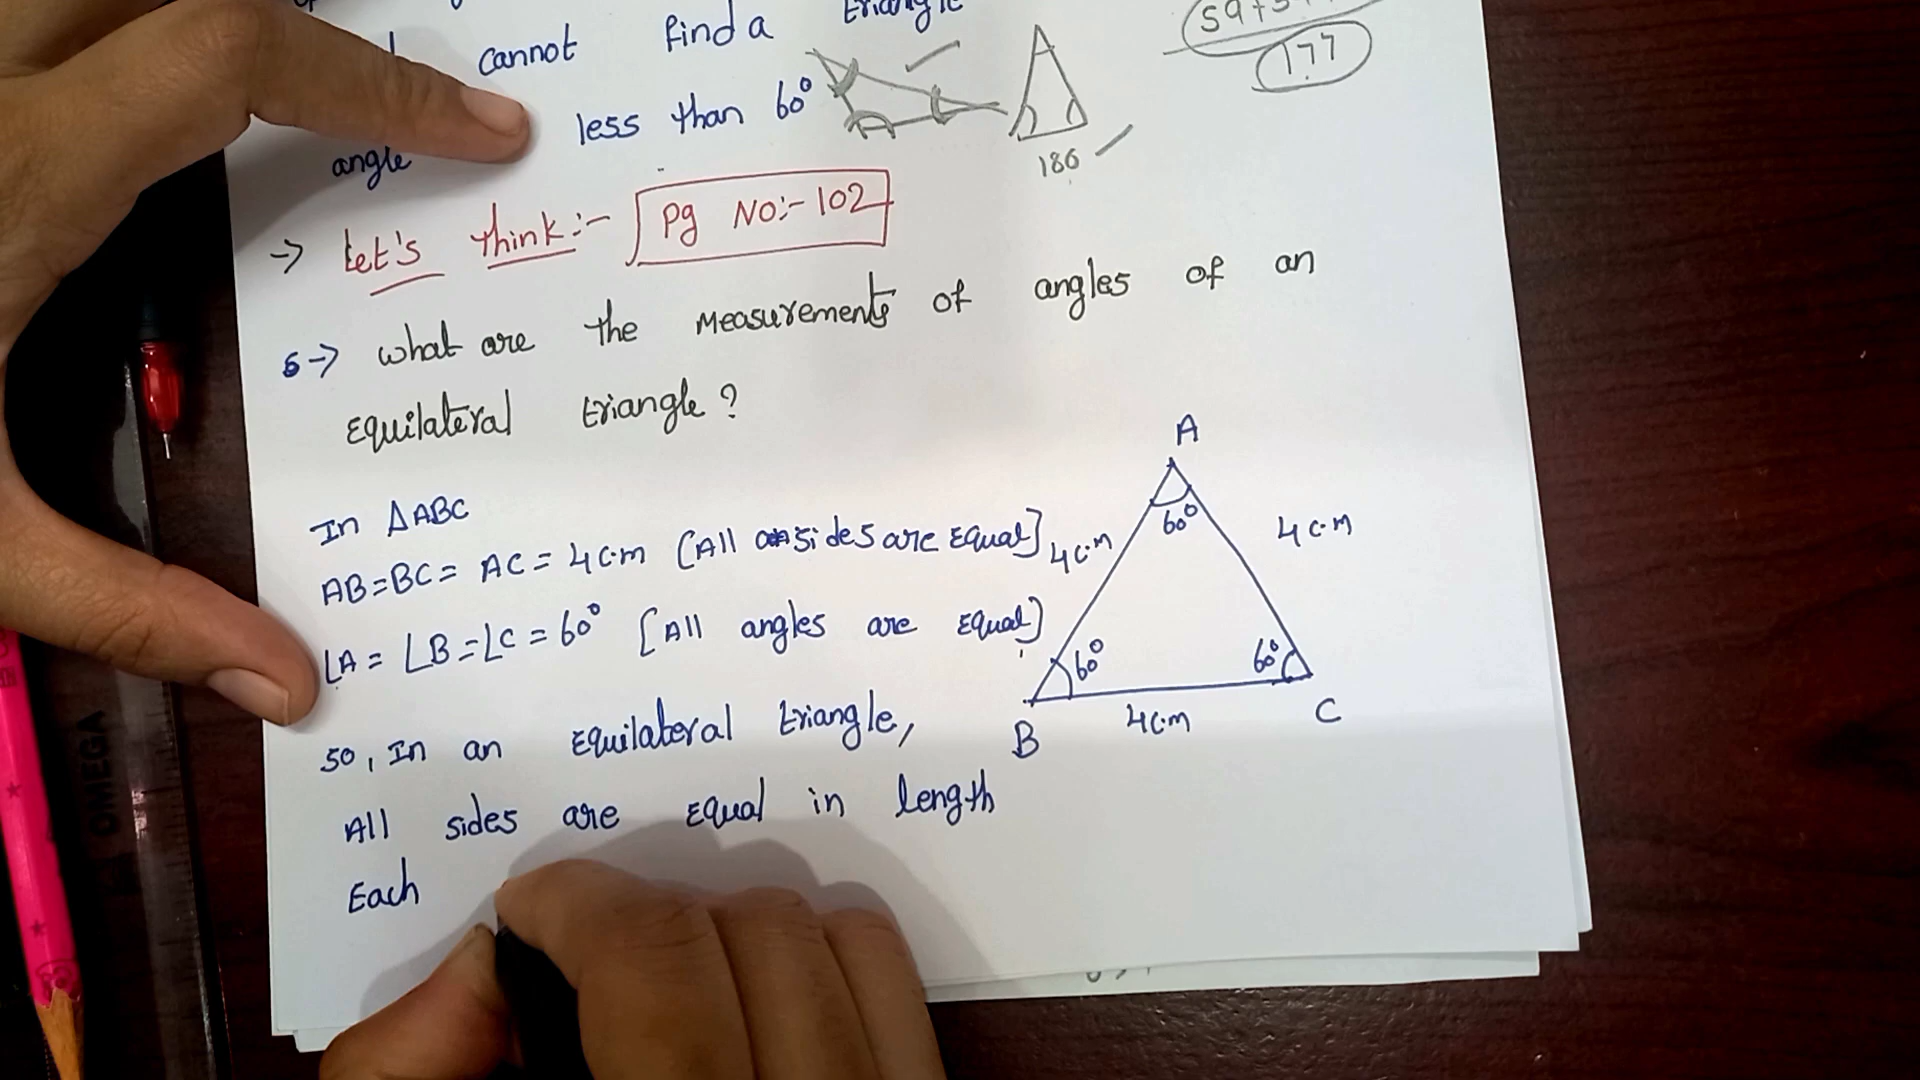 cannot find a triangle
angle less than 60°
177
186
→ Let's think:- Pg No:- 102
5→ what are the measurements of angles of an
Equilateral triangle?
In ΔABC
AB=BC= AC = 4c.m [All sides are Equal]
∠A = ∠B=∠C = 60° [All angles are Equal]
So, In an Equilateral triangle,
All sides are Equal in length
Each
A
60°
4c.m
4c.m
60°
60°
B
4c.m
C
OMEGA